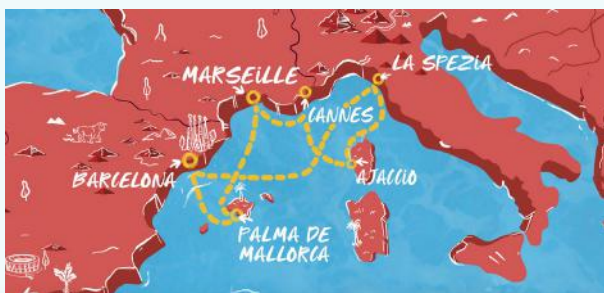 LA SPEZIA
MARSEILLE
CANNES
BARCELONA
AJACCIO
PALMA DE
MALLORCA